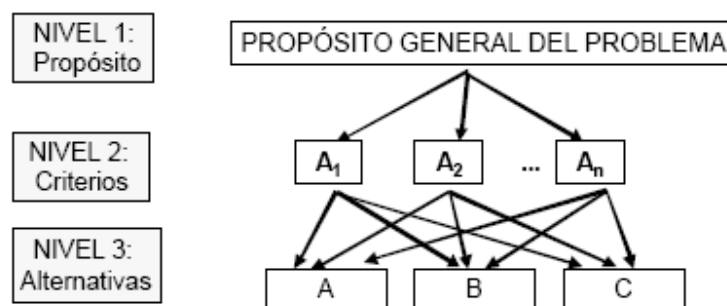 NIVEL 1:
Propósito
PROPÓSITO GENERAL DEL PROBLEMA
NIVEL 2:
Criterios
A₁ A₂ ... Aₙ
NIVEL 3:
Alternativas
A B C